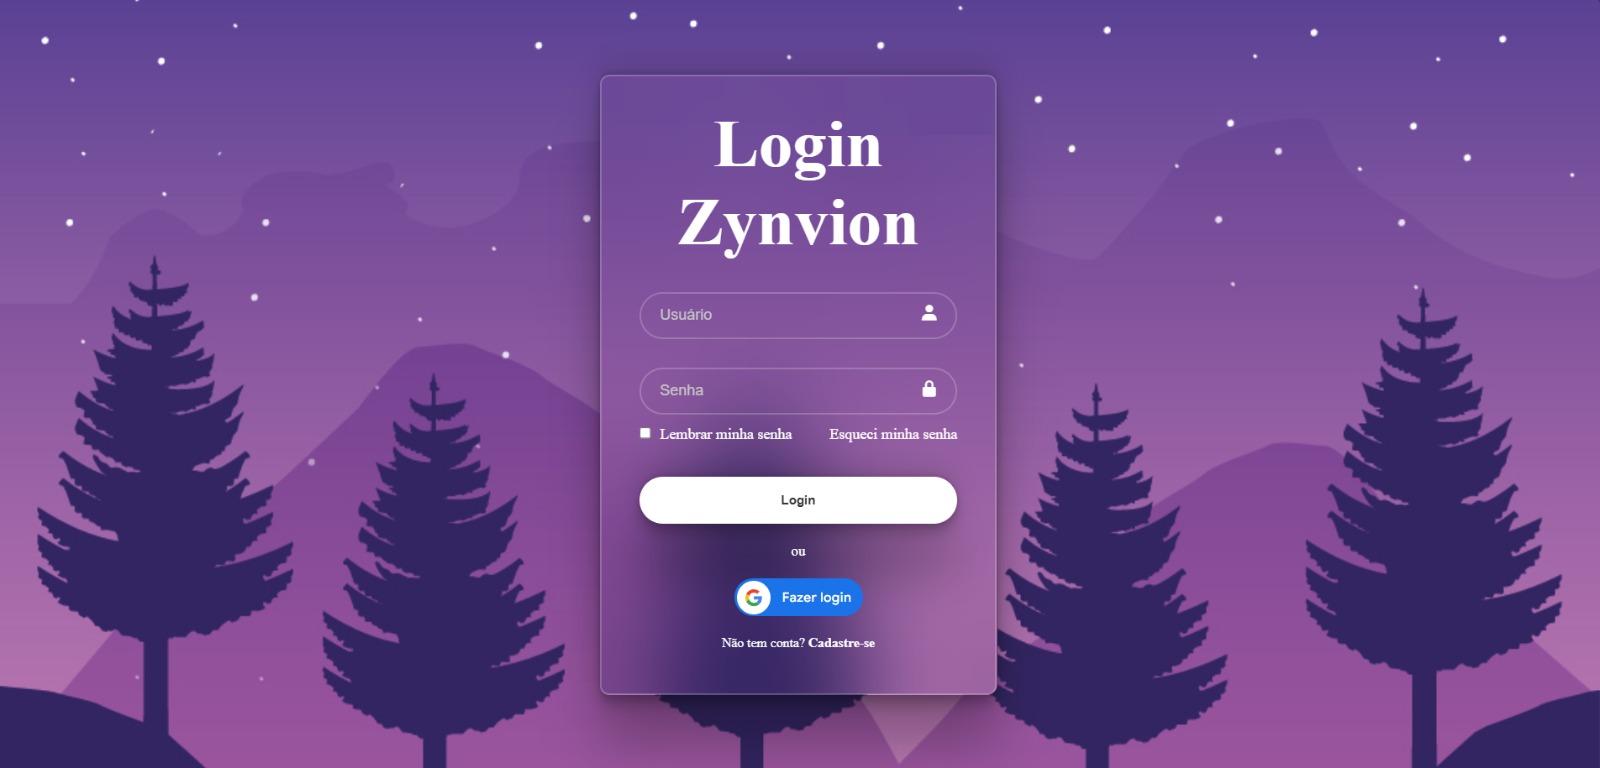 Login
Zynvion
Usuário
Senha
Lembrar minha senha Esqueci minha senha
Login
ou
Fazer login
Não tem conta? Cadastre-se